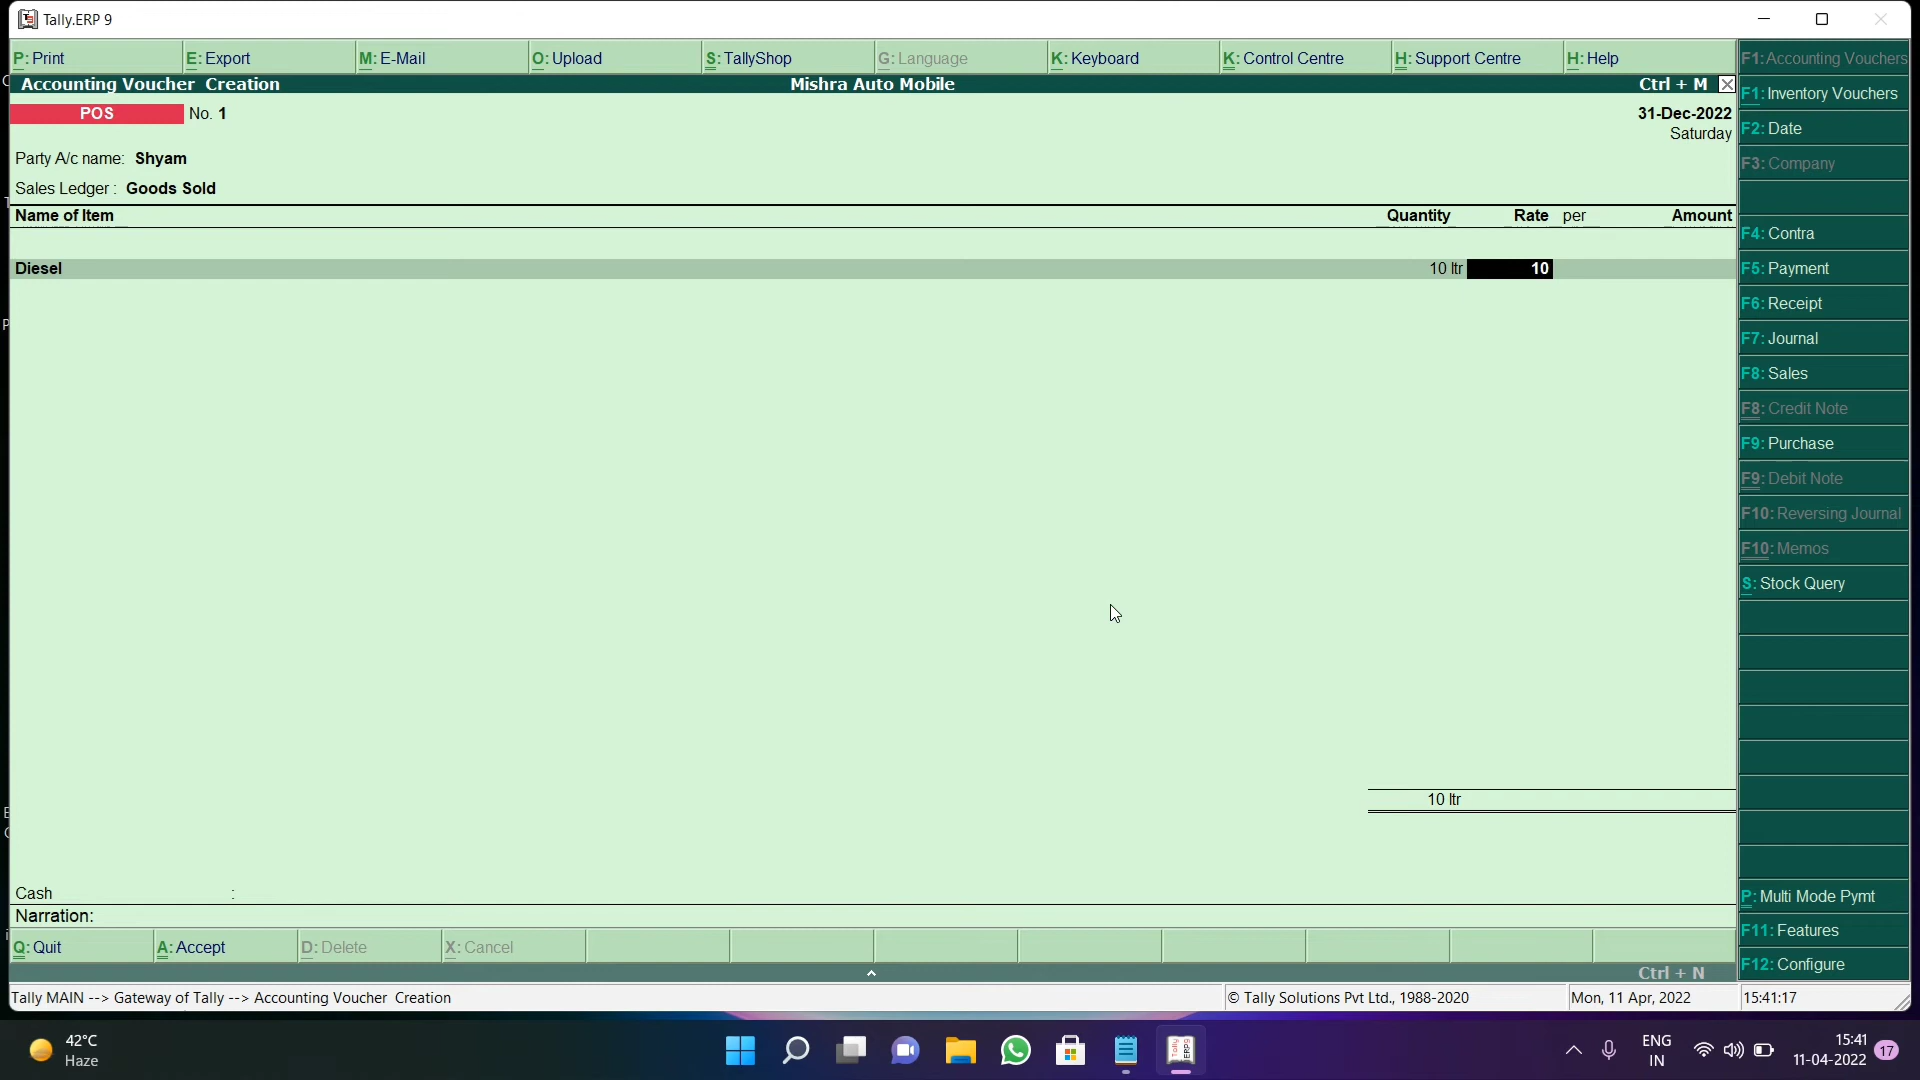 Tally.ERP 9
P: Print
E: Export
M: E-Mail
O: Upload
S: TallyShop
G: Language
K: Keyboard
K: Control Centre
H: Support Centre
H: Help
Accounting Voucher Creation
Mishra Auto Mobile
Ctrl + M
POS
No. 1
31-Dec-2022
Saturday
Party A/c name: Shyam
Sales Ledger : Goods Sold
Name of Item
Quantity
Rate per
Amount
Diesel
10 ltr
10
10 ltr
Cash :
Narration:
Q: Quit
A: Accept
D: Delete
X: Cancel
Ctrl + N
Tally MAIN --> Gateway of Tally --> Accounting Voucher Creation
© Tally Solutions Pvt Ltd., 1988-2020
Mon, 11 Apr, 2022
15:41:17
F1: Accounting Vouchers
F1: Inventory Vouchers
F2: Date
F3: Company
F4: Contra
F5: Payment
F6: Receipt
F7: Journal
F8: Sales
F8: Credit Note
F9: Purchase
F9: Debit Note
F10: Reversing Journal
F10: Memos
S: Stock Query
P: Multi Mode Pymt
F11: Features
F12: Configure
42°C
Haze
Tally
ERP9
ENG
IN
15:41
11-04-2022
17